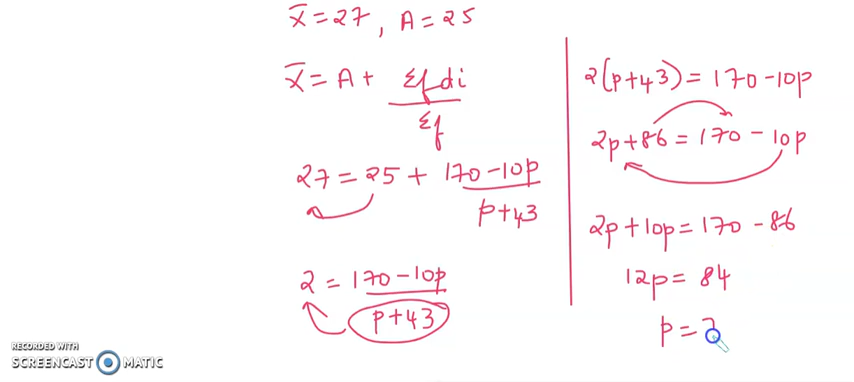 x̄ = 27, A = 25
x̄ = A + Σfdi / Σf
27 = 25 + 170 - 10p / p + 43
2 = 170 - 10p / p + 43
2(p + 43) = 170 - 10p
2p + 86 = 170 - 10p
2p + 10p = 170 - 86
12p = 84
p =
RECORDED WITH
SCREENCAST MATIC